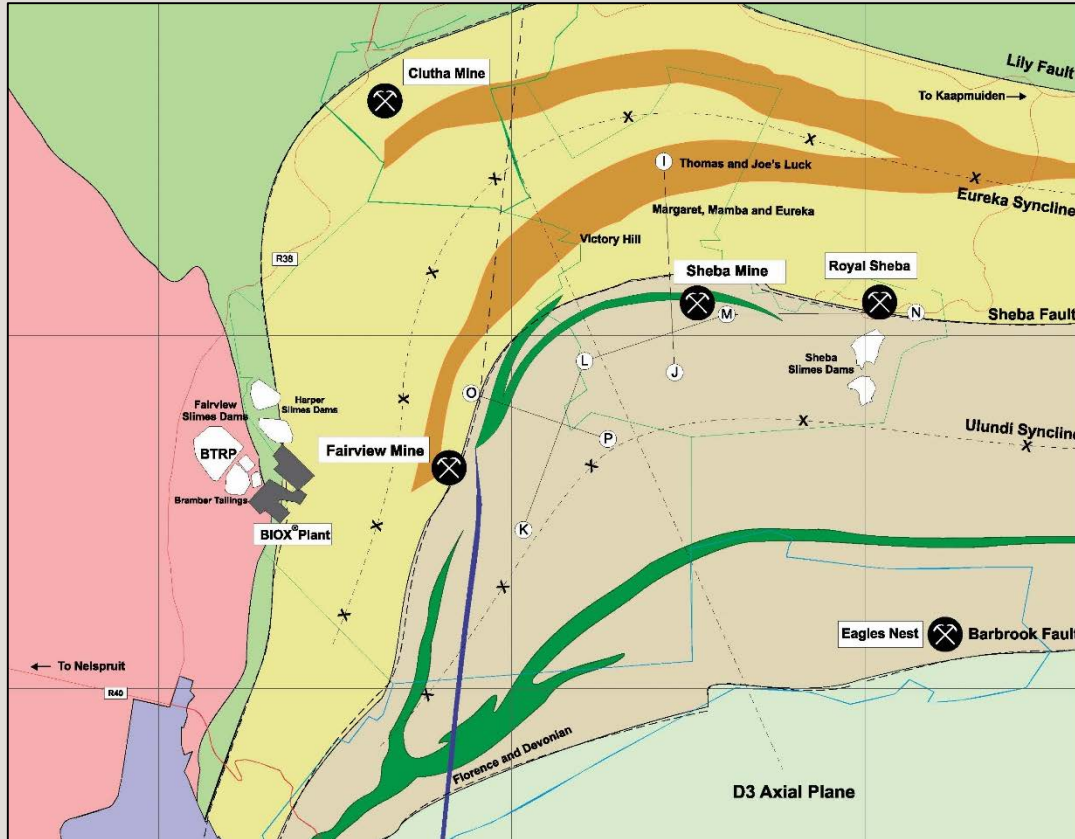 Lily Fault
Clutha Mine
To Kaapmuiden →
X
X
I
Thomas and Joe's Luck
X
X
Eureka Syncline
Margaret, Mamba and Eureka
Victory Hill
R38
X
Sheba Mine
Royal Sheba
M
N
Sheba Fault
L
J
Sheba
Slimes Dams
O
X
Harper
Slimes Dams
Fairview
Slimes Dams
X
Ulundi Syncline
X
P
BTRP
Fairview Mine
X
Brember Tailings
K
X
BIOX® Plant
X
X
Eagles Nest
Barbrook Fault
← To Nelspruit
R40
X
Florence and Devonian
D3 Axial Plane